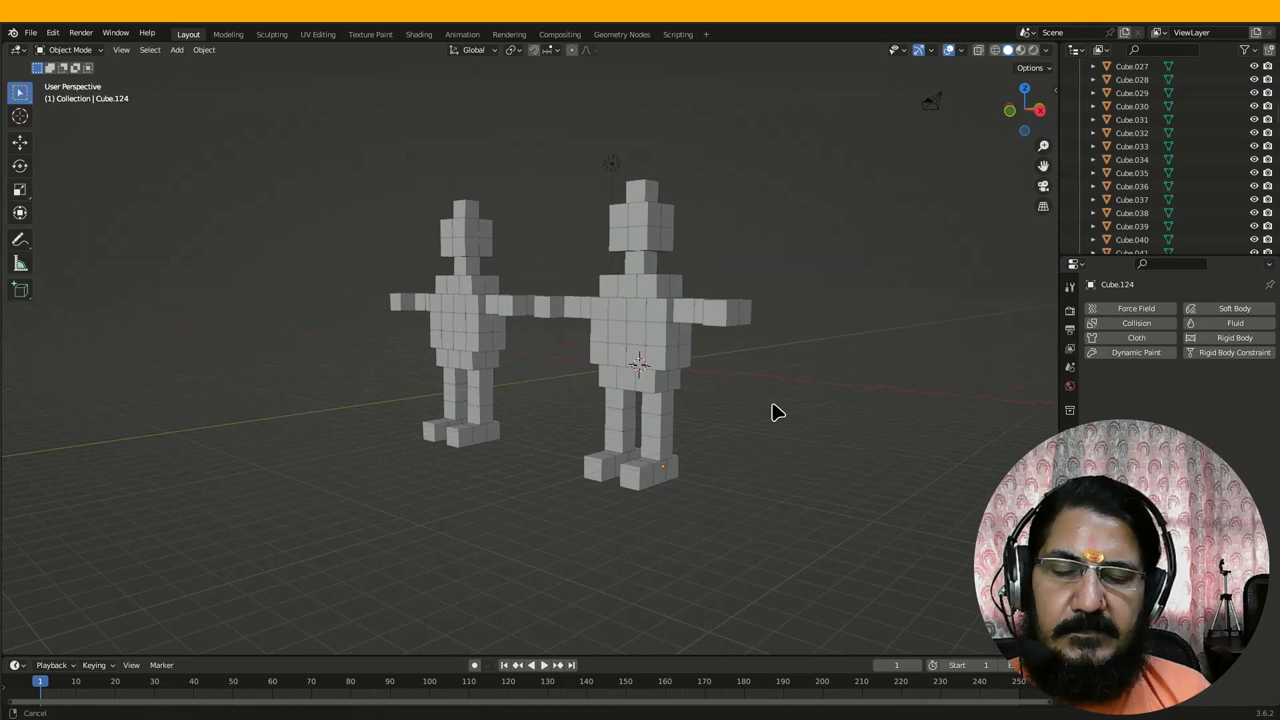 File Edit Render Window Help Layout Modeling Sculpting UV Editing Texture Paint Shading Animation Rendering Compositing Geometry Nodes Scripting + Scene ViewLayer
Object Mode View Select Add Object Global
Options
User Perspective
(1) Collection | Cube.124
Z
X
Cube.027
Cube.028
Cube.029
Cube.030
Cube.031
Cube.032
Cube.033
Cube.034
Cube.035
Cube.036
Cube.037
Cube.038
Cube.039
Cube.040
Cube.041
Cube.124
Force Field Soft Body
Collision Fluid
Cloth Rigid Body
Dynamic Paint Rigid Body Constraint
Playback Keying View Marker 1 Start 1
1 10 20 30 40 50 60 70 80 90 100 110 120 130 140 150 160 170 180 190 200 210 220 230 240 250
Cancel 3.6.2